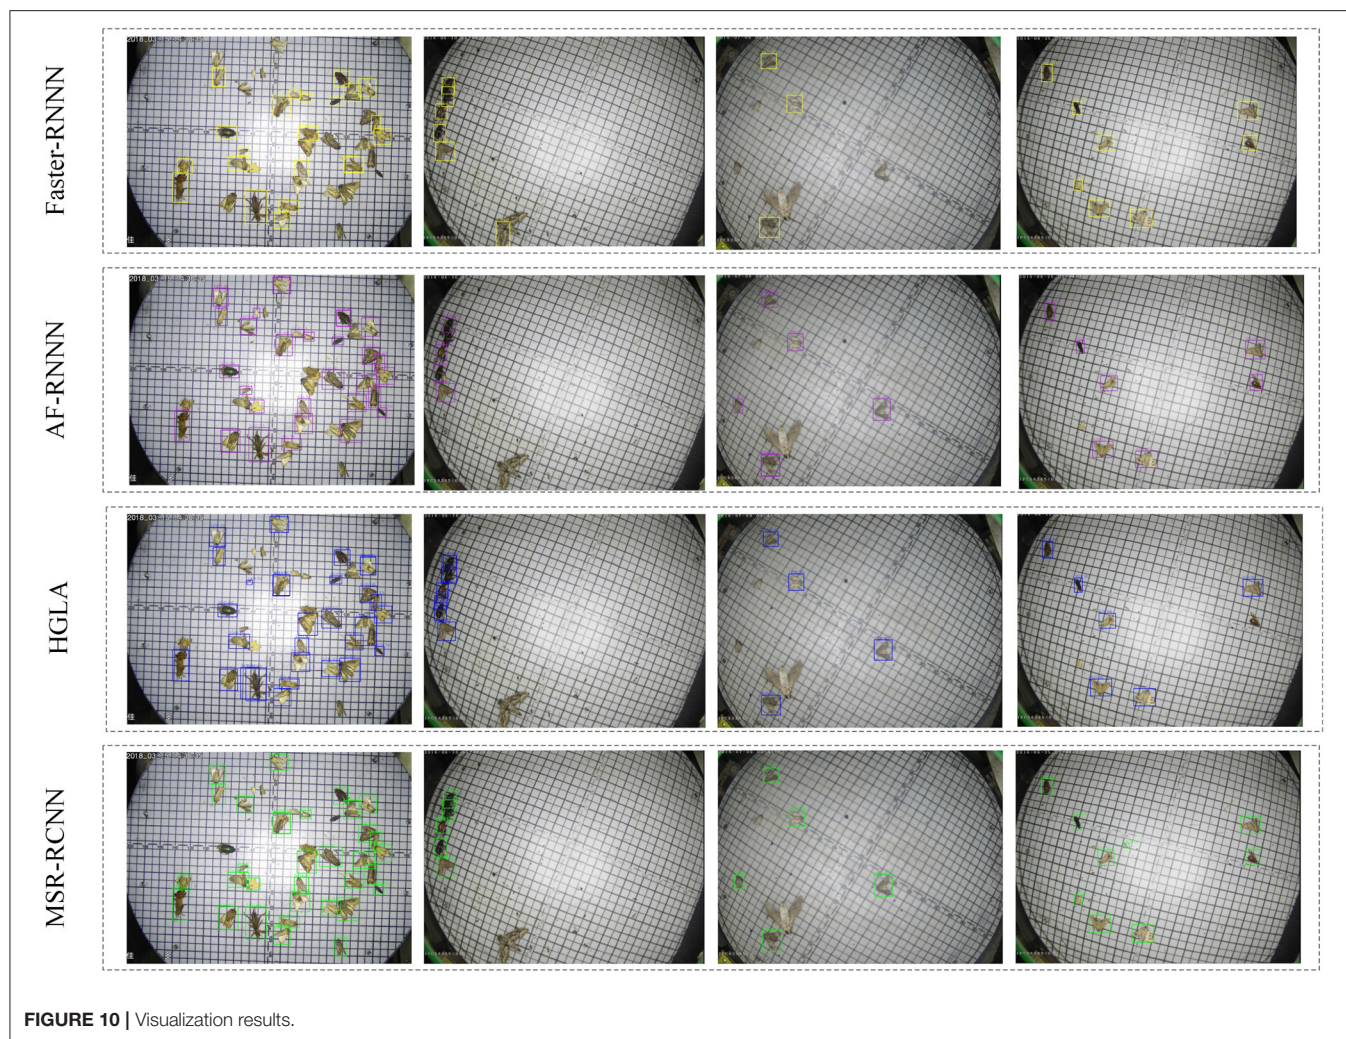 Faster-RNNN
AF-RNNN
HGLA
MSR-RCNN
FIGURE 10 | Visualization results.